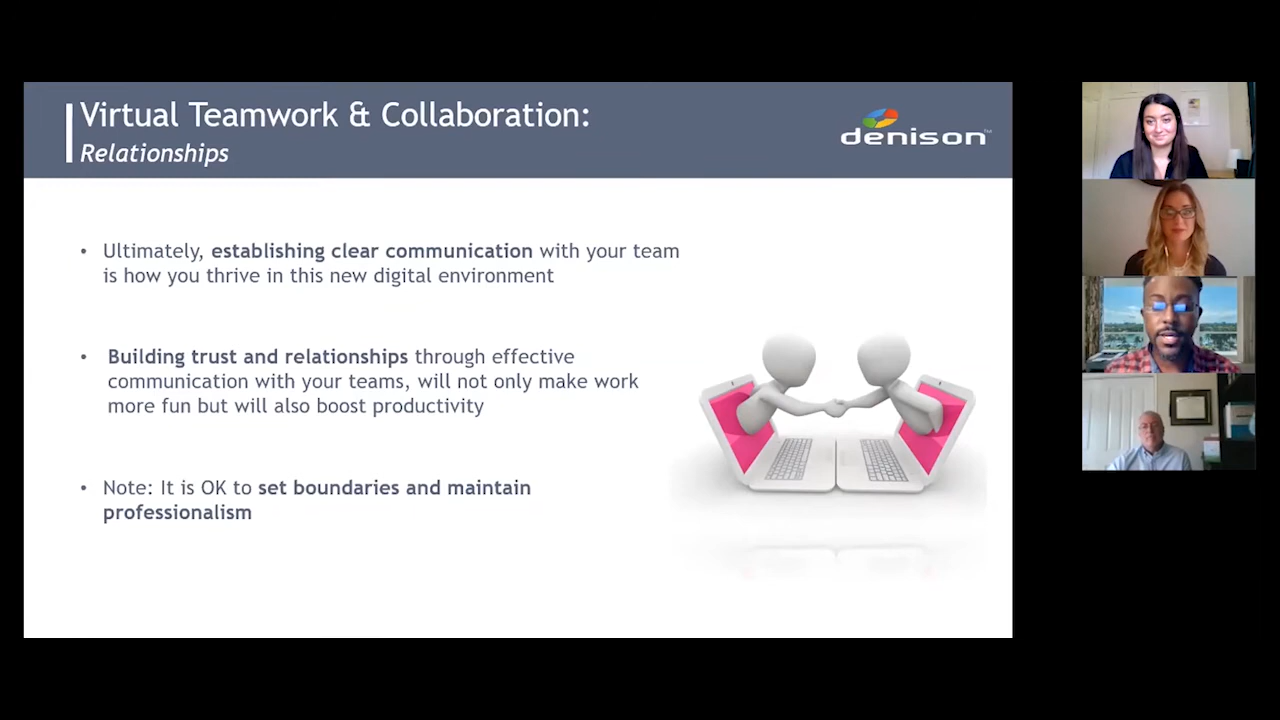 Virtual Teamwork & Collaboration:
Relationships
denison™
• Ultimately, establishing clear communication with your team
is how you thrive in this new digital environment
• Building trust and relationships through effective
communication with your teams, will not only make work
more fun but will also boost productivity
• Note: It is OK to set boundaries and maintain
professionalism